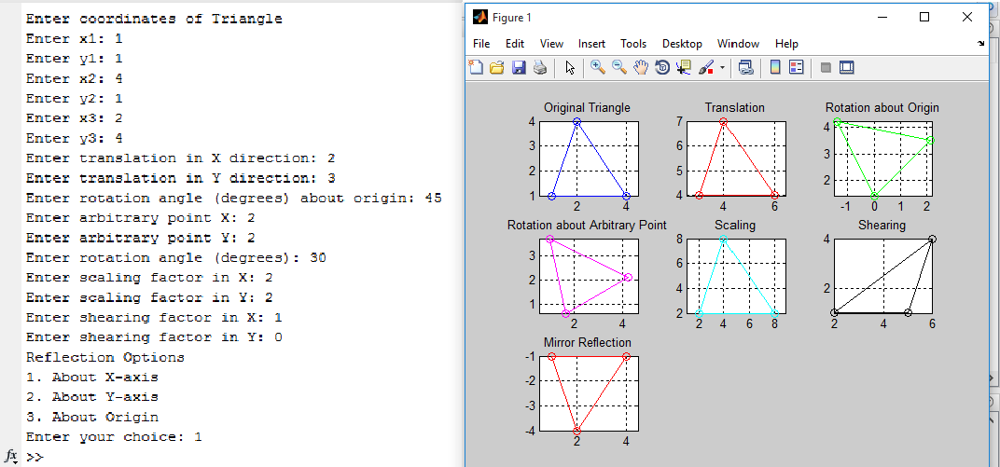 Enter coordinates of Triangle
Enter x1: 1
Enter y1: 1
Enter x2: 4
Enter y2: 1
Enter x3: 2
Enter y3: 4
Enter translation in X direction: 2
Enter translation in Y direction: 3
Enter rotation angle (degrees) about origin: 45
Enter arbitrary point X: 2
Enter arbitrary point Y: 2
Enter rotation angle (degrees): 30
Enter scaling factor in X: 2
Enter scaling factor in Y: 2
Enter shearing factor in X: 1
Enter shearing factor in Y: 0
Reflection Options
1. About X-axis
2. About Y-axis
3. About Origin
Enter your choice: 1
fx >>
Figure 1
File Edit View Insert Tools Desktop Window Help
Original Triangle
4
3
2
1
2 4
Translation
7
6
5
4
4 6
Rotation about Origin
4
3
2
-1 0 1 2
Rotation about Arbitrary Point
3
2
1
2 4
Scaling
8
6
4
2
2 4 6 8
Shearing
4
2
2 4 6
Mirror Reflection
-1
-2
-3
-4
2 4